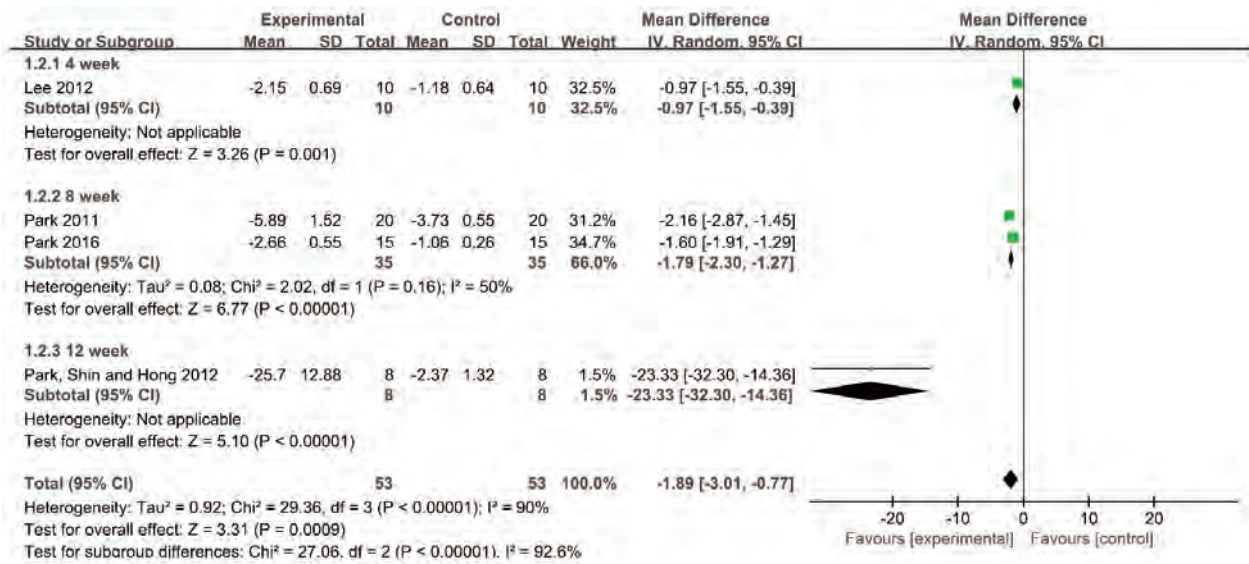 Experimental Control Mean Difference Mean Difference
Study or Subgroup Mean SD Total Mean SD Total Weight IV. Random. 95% CI IV. Random. 95% CI
1.2.1 4 week
Lee 2012 -2.15 0.69 10 -1.18 0.64 10 32.5% -0.97 [-1.55, -0.39]
Subtotal (95% CI) 10 10 32.5% -0.97 [-1.55, -0.39]
Heterogeneity: Not applicable
Test for overall effect: Z = 3.26 (P = 0.001)
1.2.2 8 week
Park 2011 -5.89 1.52 20 -3.73 0.55 20 31.2% -2.16 [-2.87, -1.45]
Park 2016 -2.66 0.55 15 -1.06 0.26 15 34.7% -1.60 [-1.91, -1.29]
Subtotal (95% CI) 35 35 66.0% -1.79 [-2.30, -1.27]
Heterogeneity: Tau² = 0.08; Chi² = 2.02, df = 1 (P = 0.16); I² = 50%
Test for overall effect: Z = 6.77 (P < 0.00001)
1.2.3 12 week
Park, Shin and Hong 2012 -25.7 12.88 8 -2.37 1.32 8 1.5% -23.33 [-32.30, -14.36]
Subtotal (95% CI) 8 8 1.5% -23.33 [-32.30, -14.36]
Heterogeneity: Not applicable
Test for overall effect: Z = 5.10 (P < 0.00001)
Total (95% CI) 53 53 100.0% -1.89 [-3.01, -0.77]
Heterogeneity: Tau² = 0.92; Chi² = 29.36, df = 3 (P < 0.00001); I² = 90%
Test for overall effect: Z = 3.31 (P = 0.0009)
Test for subgroup differences: Chi² = 27.06. df = 2 (P < 0.00001). I² = 92.6%
-20 -10 0 10 20
Favours [experimental] Favours [control]